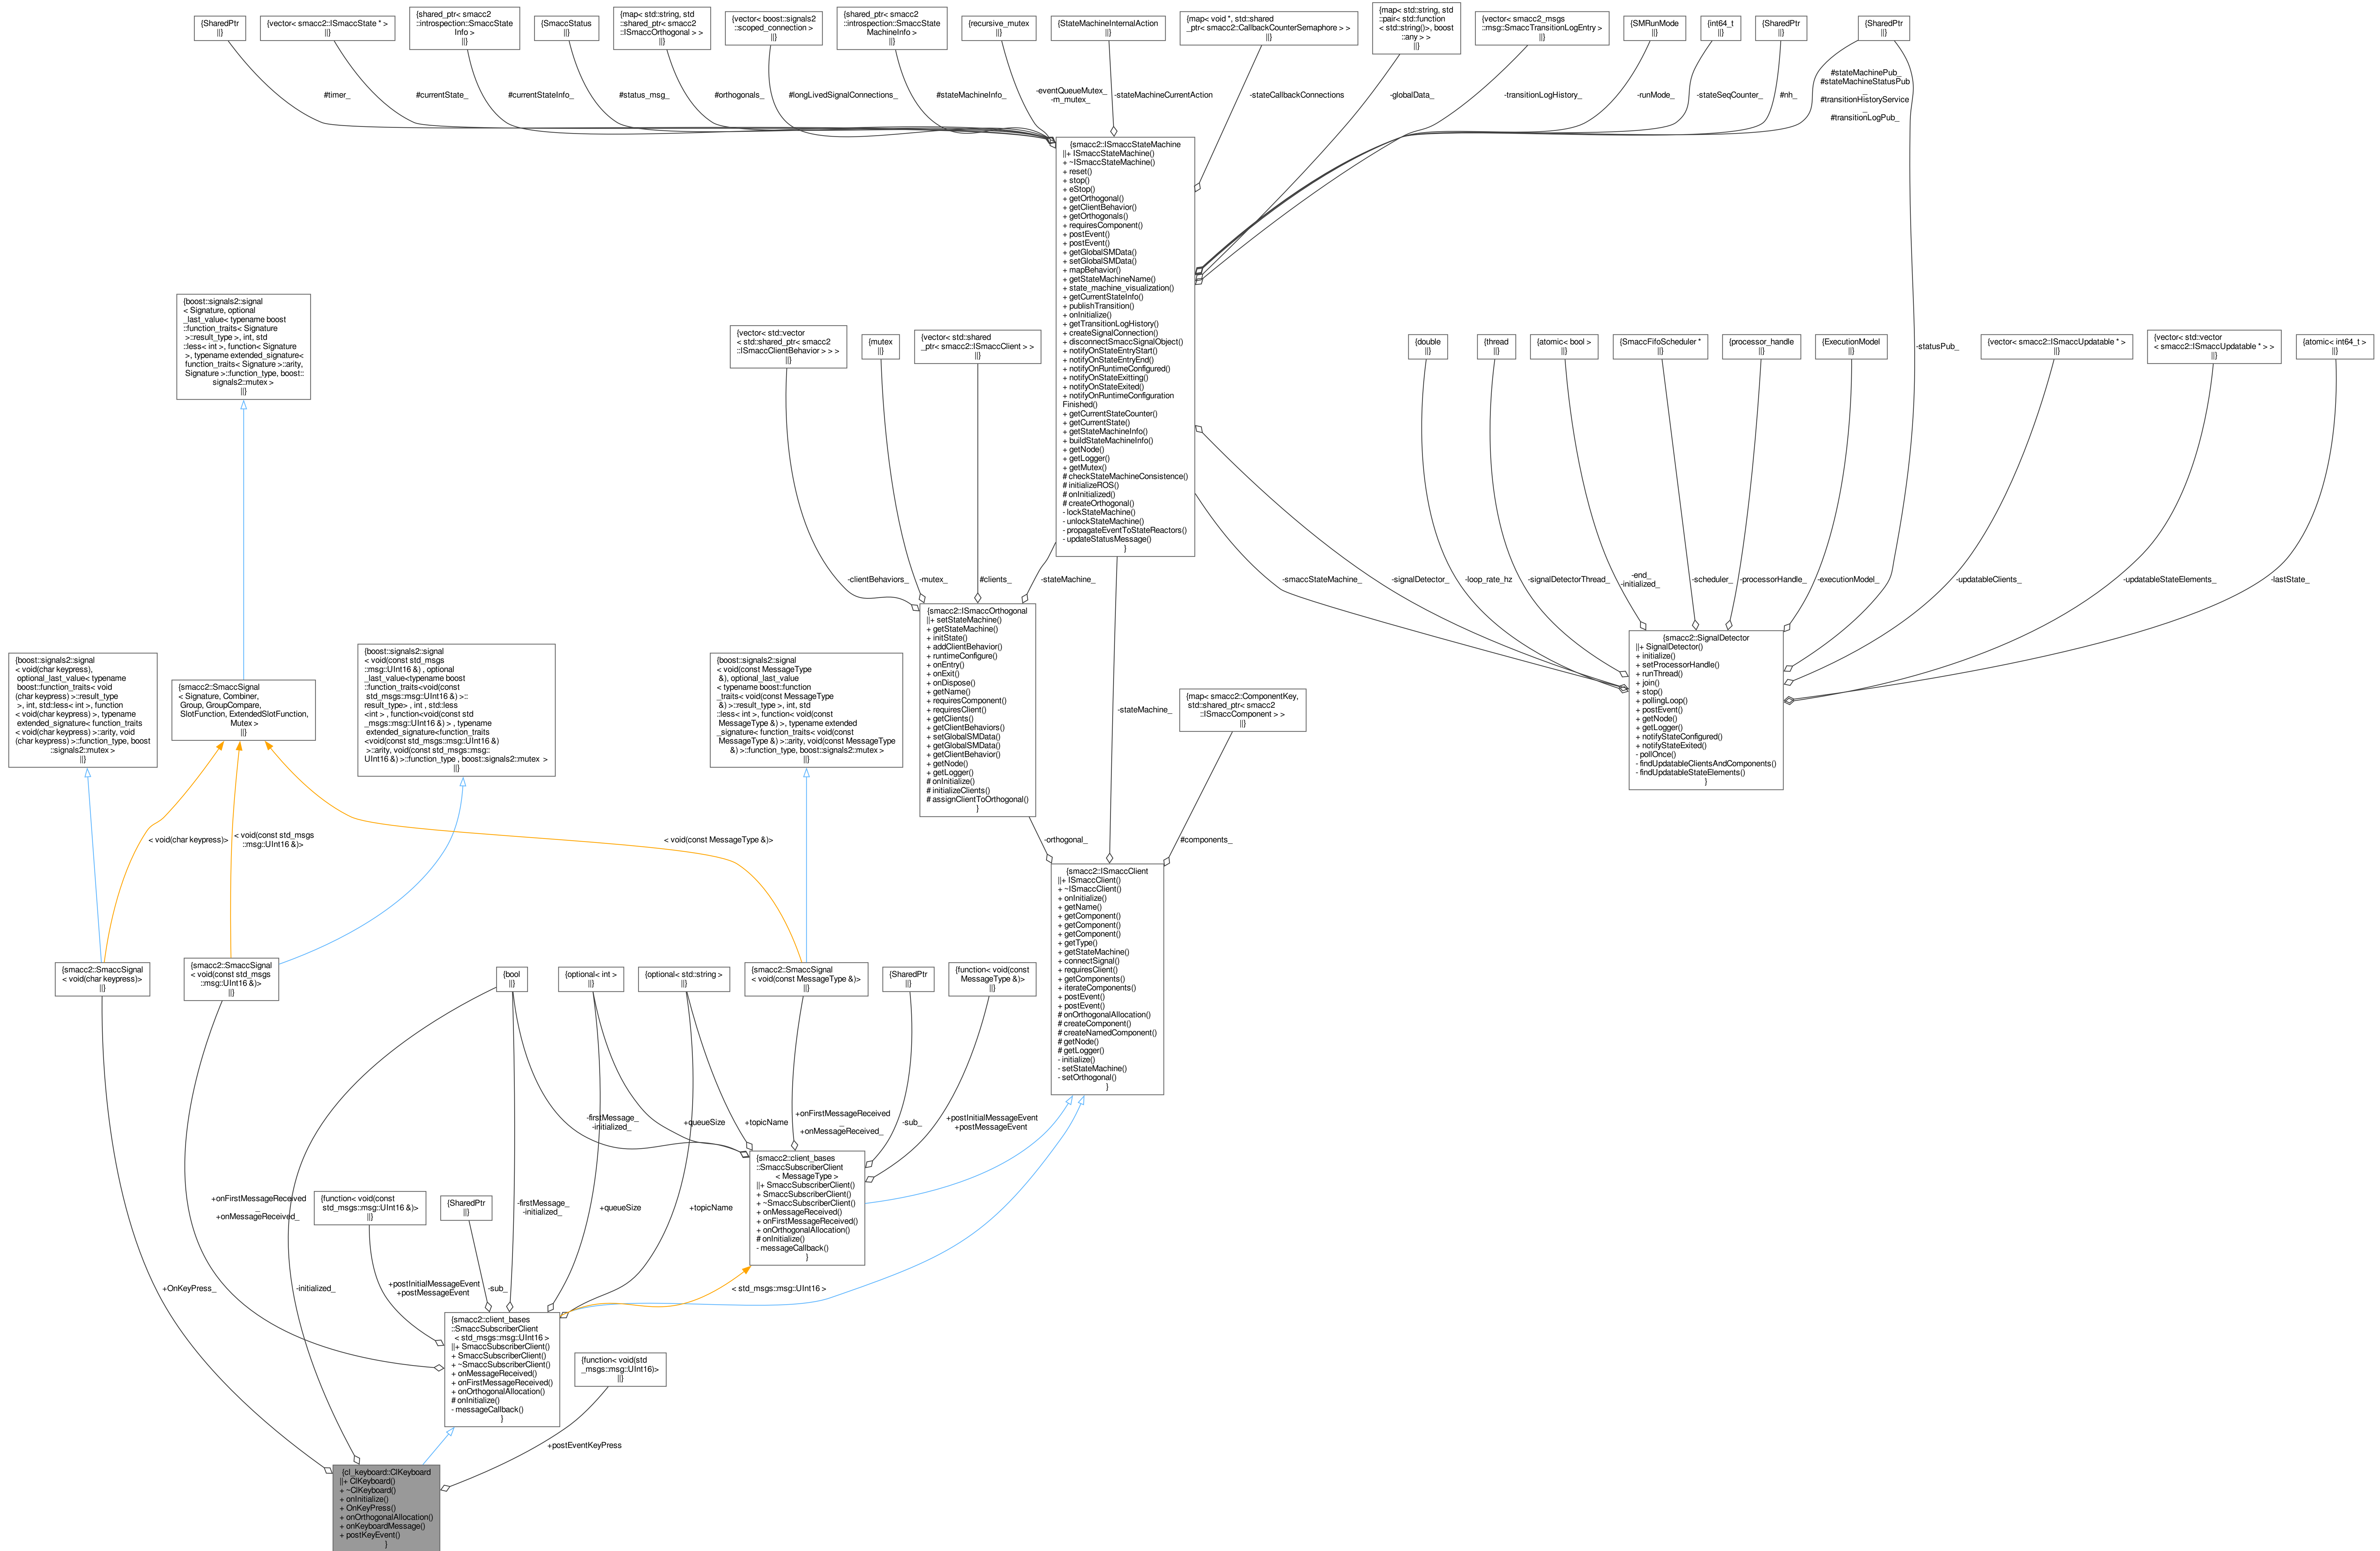 {SharedPtr
||}
{vector< smacc2::ISmaccState * >
||}
{shared_ptr< smacc2
::introspection::SmaccState
Info >
||}
{SmaccStatus
||}
{map< std::string, std
::shared_ptr< smacc2
::ISmaccOrthogonal > >
||}
{vector< boost::signals2
::scoped_connection >
||}
{shared_ptr< smacc2
::introspection::SmaccState
MachineInfo >
||}
{recursive_mutex
||}
{StateMachineInternalAction
||}
{map< void *, std::shared
_ptr< smacc2::CallbackCounterSemaphore > >
||}
{map< std::string, std
::pair< std::function
< std::string()>, boost
::any > >
||}
{vector< smacc2_msgs
::msg::SmaccTransitionLogEntry >
||}
{SMRunMode
||}
{int64_t
||}
{SharedPtr
||}
{SharedPtr
||}
#timer_
#currentState_
#currentStateInfo_
#status_msg_
#orthogonals_
#longLivedSignalConnections_
#stateMachineInfo_
-eventQueueMutex_
-m_mutex_
-stateMachineCurrentAction
-stateCallbackConnections
-globalData_
-transitionLogHistory_
-runMode_
-stateSeqCounter_
#nh_
#stateMachinePub_
#stateMachineStatusPub
_
#transitionHistoryService
_
#transitionLogPub_
{smacc2::ISmaccStateMachine
||+ ISmaccStateMachine()
+ ~ISmaccStateMachine()
+ reset()
+ stop()
+ eStop()
+ getOrthogonal()
+ getClientBehavior()
+ getOrthogonals()
+ requiresComponent()
+ postEvent()
+ postEvent()
+ getGlobalSMData()
+ setGlobalSMData()
+ mapBehavior()
+ getStateMachineName()
+ state_machine_visualization()
+ getCurrentStateInfo()
+ publishTransition()
+ onInitialize()
+ getTransitionLogHistory()
+ createSignalConnection()
+ disconnectSmaccSignalObject()
+ notifyOnStateEntryStart()
+ notifyOnStateEntryEnd()
+ notifyOnRuntimeConfigured()
+ notifyOnStateExitting()
+ notifyOnStateExited()
+ notifyOnRuntimeConfiguration
Finished()
+ getCurrentStateCounter()
+ getCurrentState()
+ getStateMachineInfo()
+ buildStateMachineInfo()
+ getNode()
+ getLogger()
+ getMutex()
# checkStateMachineConsistence()
# initializeROS()
# onInitialized()
# createOrthogonal()
- lockStateMachine()
- unlockStateMachine()
- propagateEventToStateReactors()
- updateStatusMessage()
}
{boost::signals2::signal
< Signature, optional
_last_value< typename boost
::function_traits< Signature
>::result_type >, int, std
::less< int >, function< Signature
>, typename extended_signature<
function_traits< Signature >::arity,
Signature >::function_type, boost::
signals2::mutex >
||}
{vector< std::vector
< std::shared_ptr< smacc2
::ISmaccClientBehavior > > >
||}
{mutex
||}
{vector< std::shared
_ptr< smacc2::ISmaccClient > >
||}
{double
||}
{thread
||}
{atomic< bool >
||}
{SmaccFifoScheduler *
||}
{processor_handle
||}
{ExecutionModel
||}
-statusPub_
{vector< smacc2::ISmaccUpdatable * >
||}
{vector< std::vector
< smacc2::ISmaccUpdatable * > >
||}
{atomic< int64_t >
||}
-clientBehaviors_
-mutex_
#clients_
-stateMachine_
-smaccStateMachine_
-signalDetector_
-loop_rate_hz
-signalDetectorThread_
-end_
-initialized_
-scheduler_
-processorHandle_
-executionModel_
-updatableClients_
-updatableStateElements_
-lastState_
{smacc2::ISmaccOrthogonal
||+ setStateMachine()
+ getStateMachine()
+ initState()
+ addClientBehavior()
+ runtimeConfigure()
+ onEntry()
+ onExit()
+ onDispose()
+ getName()
+ requiresComponent()
+ requiresClient()
+ getClients()
+ getClientBehaviors()
+ setGlobalSMData()
+ getGlobalSMData()
+ getClientBehavior()
+ getNode()
+ getLogger()
# onInitialize()
# initializeClients()
# assignClientToOrthogonal()
}
{smacc2::SignalDetector
||+ SignalDetector()
+ initialize()
+ setProcessorHandle()
+ runThread()
+ join()
+ stop()
+ pollingLoop()
+ postEvent()
+ getNode()
+ getLogger()
+ notifyStateConfigured()
+ notifyStateExited()
- pollOnce()
- findUpdatableClientsAndComponents()
- findUpdatableStateElements()
}
{boost::signals2::signal
< void(char keypress),
optional_last_value< typename
boost::function_traits< void
(char keypress) >::result_type
>, int, std::less< int >, function
< void(char keypress) >, typename
extended_signature< function_traits
< void(char keypress) >::arity, void
(char keypress) >::function_type, boost
::signals2::mutex >
||}
{smacc2::SmaccSignal
< Signature, Combiner,
Group, GroupCompare,
SlotFunction, ExtendedSlotFunction,
Mutex >
||}
{boost::signals2::signal
< void(const std_msgs
::msg::UInt16 &) , optional
_last_value<typename boost
::function_traits<void(const
std_msgs::msg::UInt16 &) >::
result_type> , int , std::less
<int > , function<void(const std
_msgs::msg::UInt16 &) > , typename
extended_signature<function_traits
<void(const std_msgs::msg::UInt16 &)
>::arity, void(const std_msgs::msg::
UInt16 &) >::function_type , boost::signals2::mutex >
||}
{boost::signals2::signal
< void(const MessageType
&), optional_last_value
< typename boost::function
_traits< void(const MessageType
&) >::result_type >, int, std
::less< int >, function< void(const
MessageType &) >, typename extended
_signature< function_traits< void(const
MessageType &) >::arity, void(const MessageType
&) >::function_type, boost::signals2::mutex >
||}
-stateMachine_
{map< smacc2::ComponentKey,
std::shared_ptr< smacc2
::ISmaccComponent > >
||}
< void(char keypress)>
< void(const std_msgs
::msg::UInt16 &)>
< void(const MessageType &)>
-orthogonal_
#components_
{smacc2::ISmaccClient
||+ ISmaccClient()
+ ~ISmaccClient()
+ onInitialize()
+ getName()
+ getComponent()
+ getComponent()
+ getComponent()
+ getType()
+ getStateMachine()
+ connectSignal()
+ requiresClient()
+ getComponents()
+ iterateComponents()
+ postEvent()
+ postEvent()
# onOrthogonalAllocation()
# createComponent()
# createNamedComponent()
# getNode()
# getLogger()
- initialize()
- setStateMachine()
- setOrthogonal()
}
{smacc2::SmaccSignal
< void(char keypress)>
||}
{smacc2::SmaccSignal
< void(const std_msgs
::msg::UInt16 &)>
||}
{bool
||}
{optional< int >
||}
{optional< std::string >
||}
{smacc2::SmaccSignal
< void(const MessageType &)>
||}
{SharedPtr
||}
{function< void(const
MessageType &)>
||}
-firstMessage_
-initialized_
+queueSize
+topicName
+onFirstMessageReceived
_
+onMessageReceived_
-sub_
+postInitialMessageEvent
+postMessageEvent
{smacc2::client_bases
::SmaccSubscriberClient
< MessageType >
||+ SmaccSubscriberClient()
+ SmaccSubscriberClient()
+ ~SmaccSubscriberClient()
+ onMessageReceived()
+ onFirstMessageReceived()
+ onOrthogonalAllocation()
# onInitialize()
- messageCallback()
}
+onFirstMessageReceived
_
+onMessageReceived_
{function< void(const
std_msgs::msg::UInt16 &)>
||}
{SharedPtr
||}
-firstMessage_
-initialized_
+queueSize
+topicName
+OnKeyPress_
-initialized_
+postInitialMessageEvent
+postMessageEvent
-sub_
< std_msgs::msg::UInt16 >
{smacc2::client_bases
::SmaccSubscriberClient
< std_msgs::msg::UInt16 >
||+ SmaccSubscriberClient()
+ SmaccSubscriberClient()
+ ~SmaccSubscriberClient()
+ onMessageReceived()
+ onFirstMessageReceived()
+ onOrthogonalAllocation()
# onInitialize()
- messageCallback()
}
{function< void(std
_msgs::msg::UInt16)>
||}
+postEventKeyPress
{cl_keyboard::ClKeyboard
||+ ClKeyboard()
+ ~ClKeyboard()
+ onInitialize()
+ OnKeyPress()
+ onOrthogonalAllocation()
+ onKeyboardMessage()
+ postKeyEvent()
}